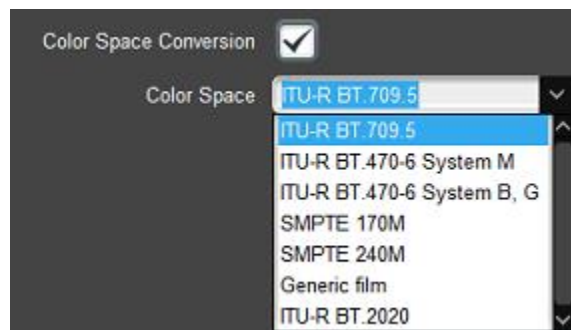 Color Space Conversion
Color Space ITU-R BT.709.5
ITU-R BT.709.5
ITU-R BT.470-6 System M
ITU-R BT.470-6 System B, G
SMPTE 170M
SMPTE 240M
Generic film
ITU-R BT.2020